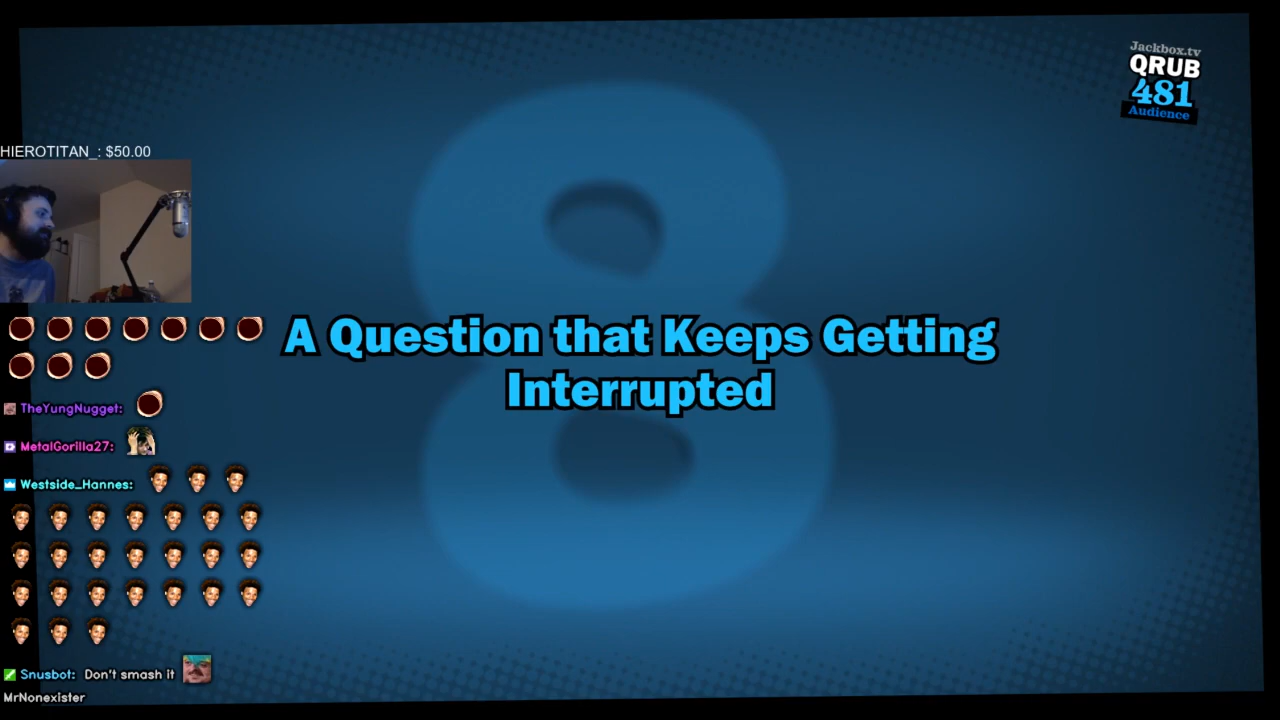 Jackbox.tv
QRUB
481
Audience
HIEROTITAN_: $50.00
8
A Question that Keeps Getting
Interrupted
TheYungNugget:
MetalGorilla27:
Westside_Hannes:
Snusbot: Don't smash it
MrNonexister